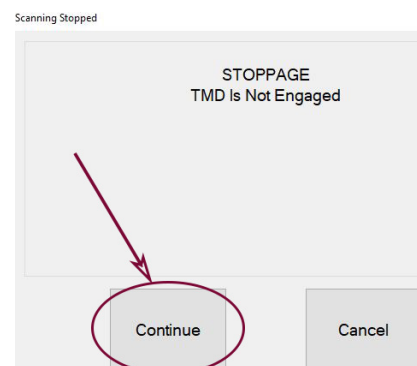 Scanning Stopped
STOPPAGE
TMD Is Not Engaged
Continue
Cancel